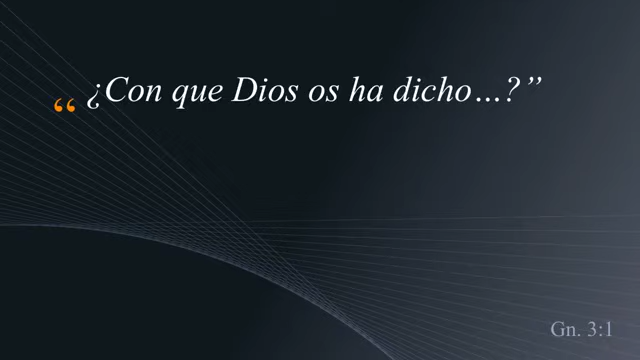 “ ¿Con que Dios os ha dicho…?”
Gn. 3:1